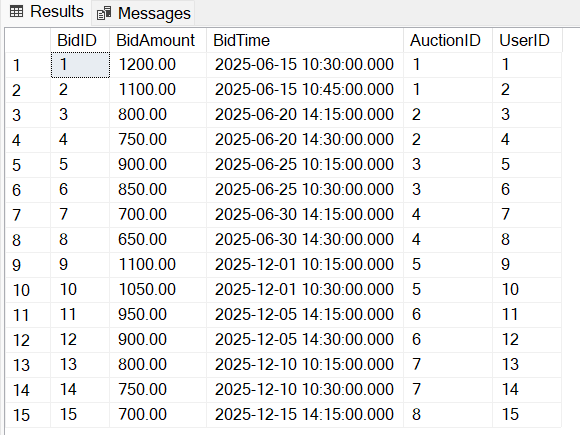 Results Messages
BidID BidAmount BidTime AuctionID UserID
1 1 1200.00 2025-06-15 10:30:00.000 1 1
2 2 1100.00 2025-06-15 10:45:00.000 1 2
3 3 800.00 2025-06-20 14:15:00.000 2 3
4 4 750.00 2025-06-20 14:30:00.000 2 4
5 5 900.00 2025-06-25 10:15:00.000 3 5
6 6 850.00 2025-06-25 10:30:00.000 3 6
7 7 700.00 2025-06-30 14:15:00.000 4 7
8 8 650.00 2025-06-30 14:30:00.000 4 8
9 9 1100.00 2025-12-01 10:15:00.000 5 9
10 10 1050.00 2025-12-01 10:30:00.000 5 10
11 11 950.00 2025-12-05 14:15:00.000 6 11
12 12 900.00 2025-12-05 14:30:00.000 6 12
13 13 800.00 2025-12-10 10:15:00.000 7 13
14 14 750.00 2025-12-10 10:30:00.000 7 14
15 15 700.00 2025-12-15 14:15:00.000 8 15